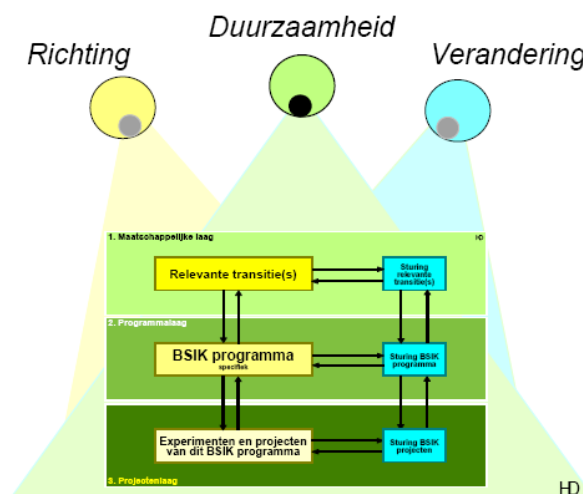 Duurzaamheid
Richting
Verandering
1. Maatschappelijke laag
HD
Relevante transitie(s)
Sturing
relevante
transitie(s)
2. Programmalaag
BSIK programma
specifiek
Sturing BSIK
programma
Experimenten en projecten
van dit BSIK programma
Sturing BSIK
projecten
3. Projectenlaag
HD